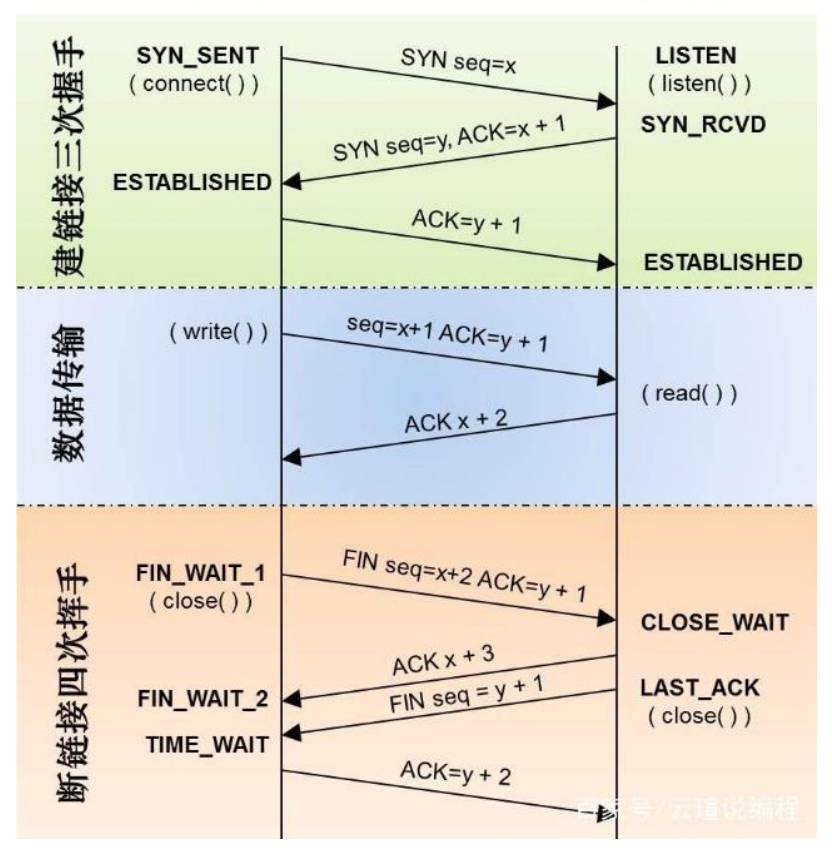 建链接三次握手
SYN_SENT
( connect( ) )
SYN seq=x
LISTEN
( listen( ) )
SYN_RCVD
SYN seq=y, ACK=x + 1
ESTABLISHED
ACK=y + 1
ESTABLISHED
数据传输
( write( ) )
seq=x+1 ACK=y + 1
( read( ) )
ACK x + 2
断链接四次挥手
FIN_WAIT_1
( close( ) )
FIN seq=x+2 ACK=y + 1
CLOSE_WAIT
ACK x + 3
FIN_WAIT_2
FIN seq = y + 1
LAST_ACK
( close( ) )
TIME_WAIT
ACK=y + 2
百家号/云瑄说编程